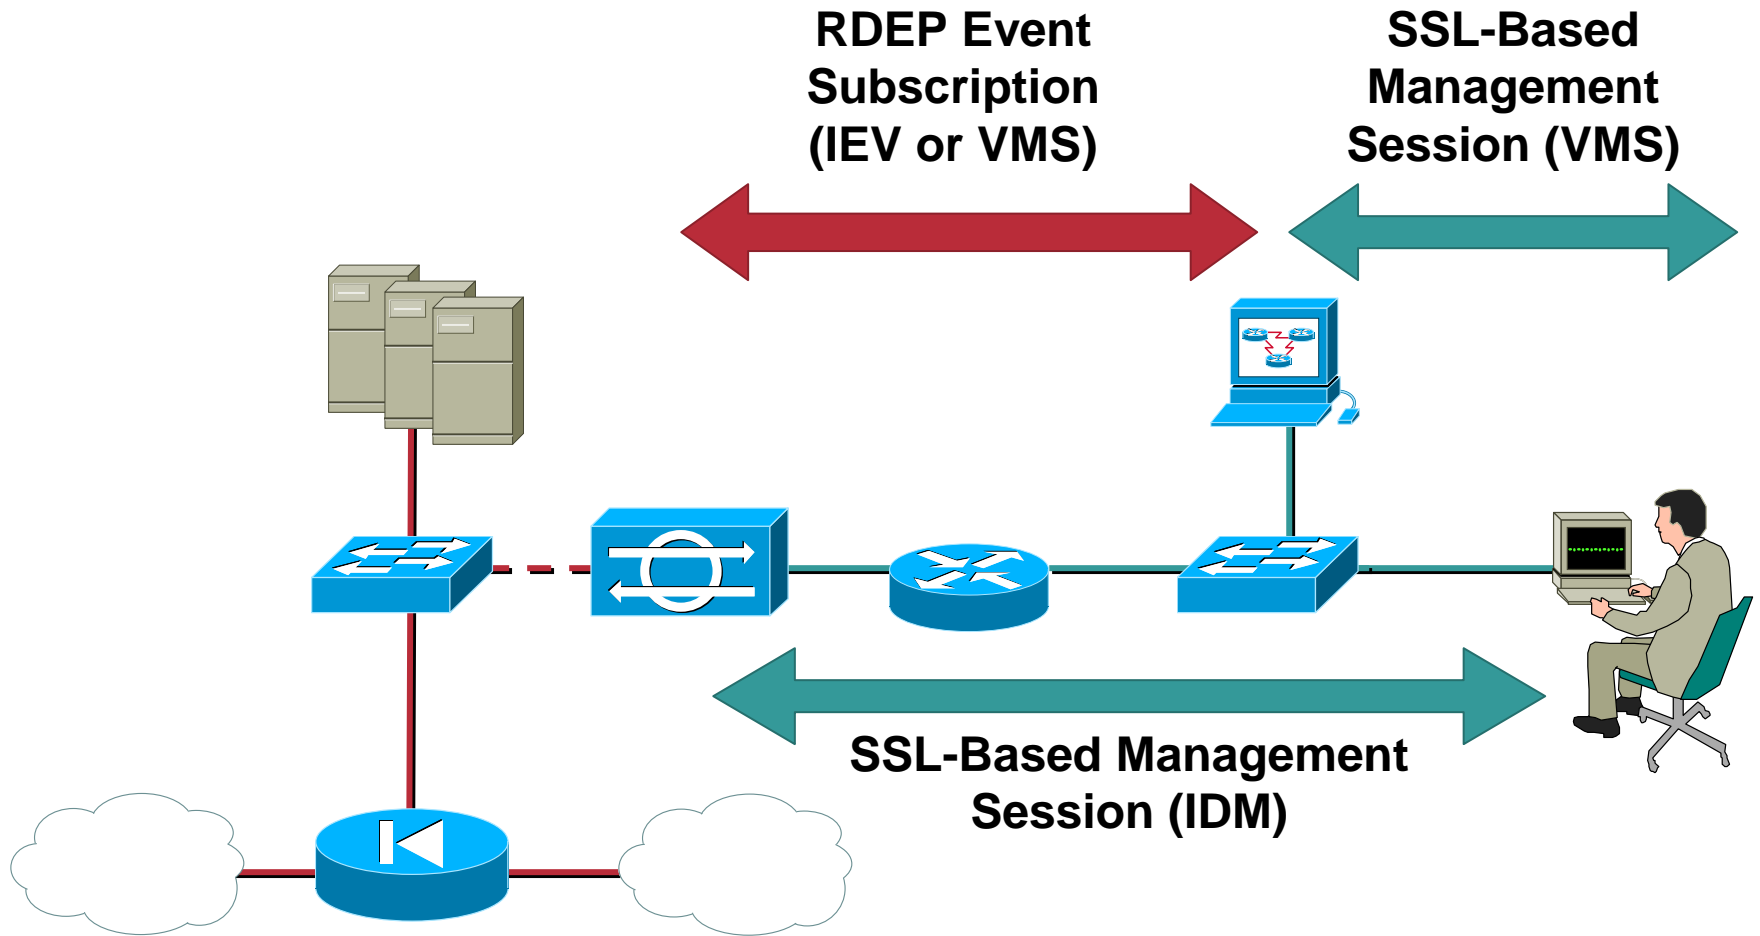 RDEP Event
Subscription
(IEV or VMS)
SSL-Based
Management
Session (VMS)
SSL-Based Management
Session (IDM)